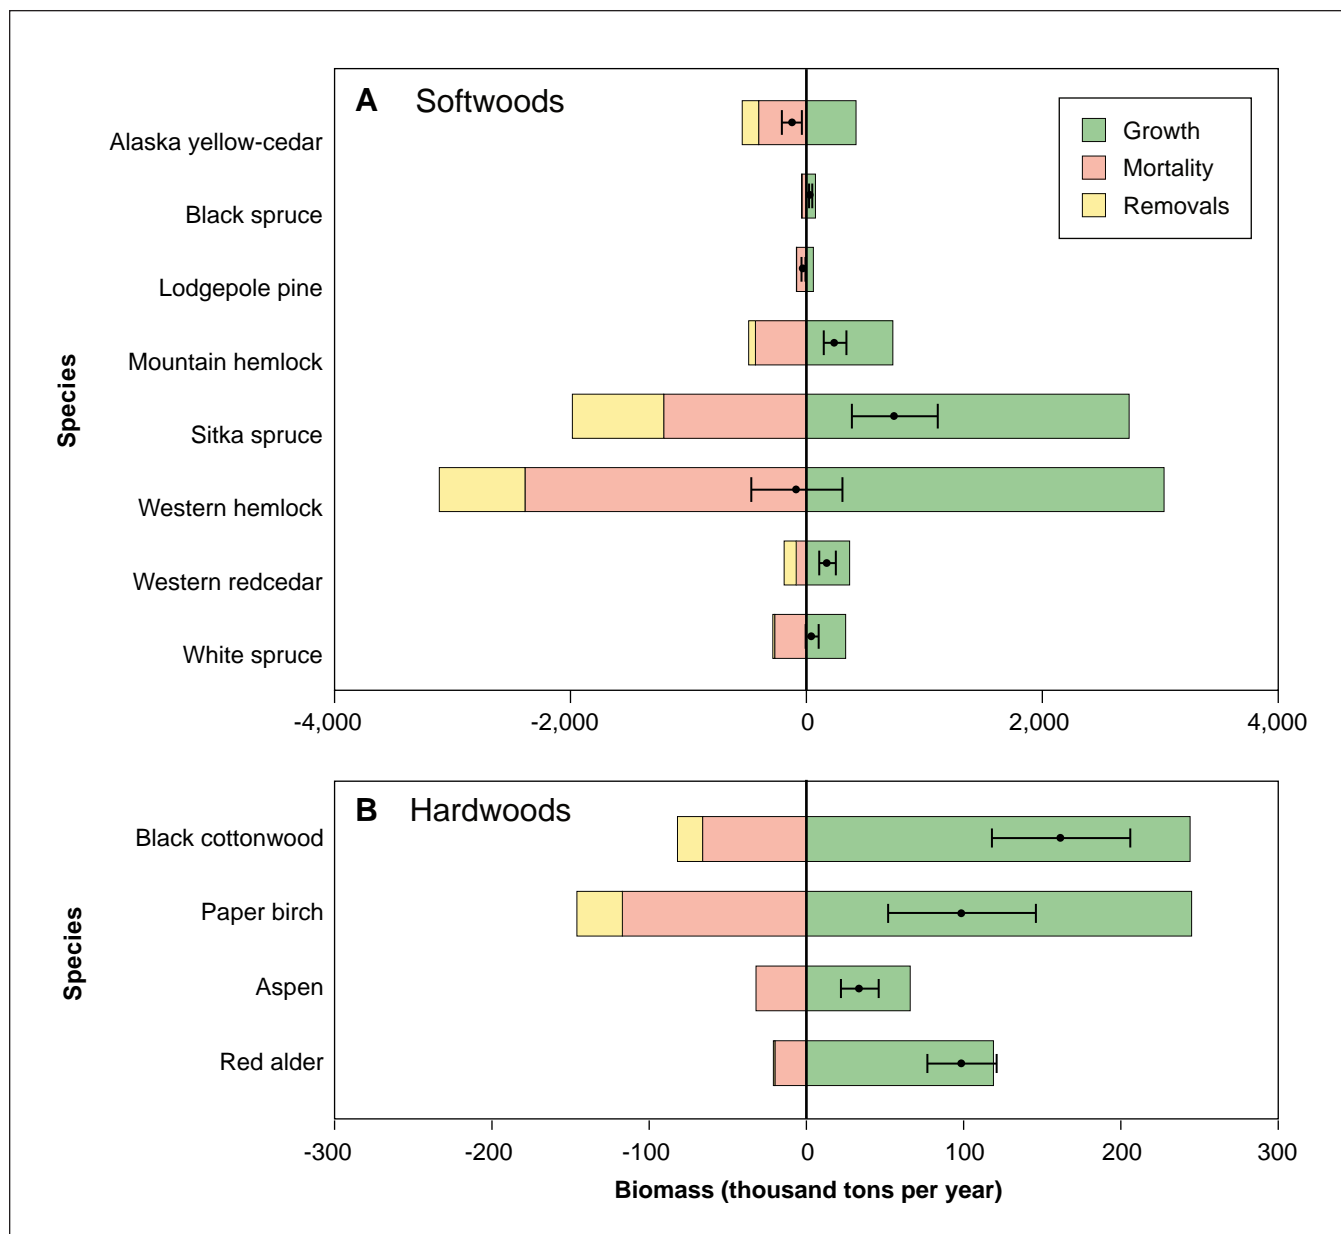 A Softwoods
Growth
Mortality
Removals
Species
Alaska yellow-cedar
Black spruce
Lodgepole pine
Mountain hemlock
Sitka spruce
Western hemlock
Western redcedar
White spruce
-4,000 -2,000 0 2,000 4,000
B Hardwoods
Species
Black cottonwood
Paper birch
Aspen
Red alder
-300 -200 -100 0 100 200 300
Biomass (thousand tons per year)